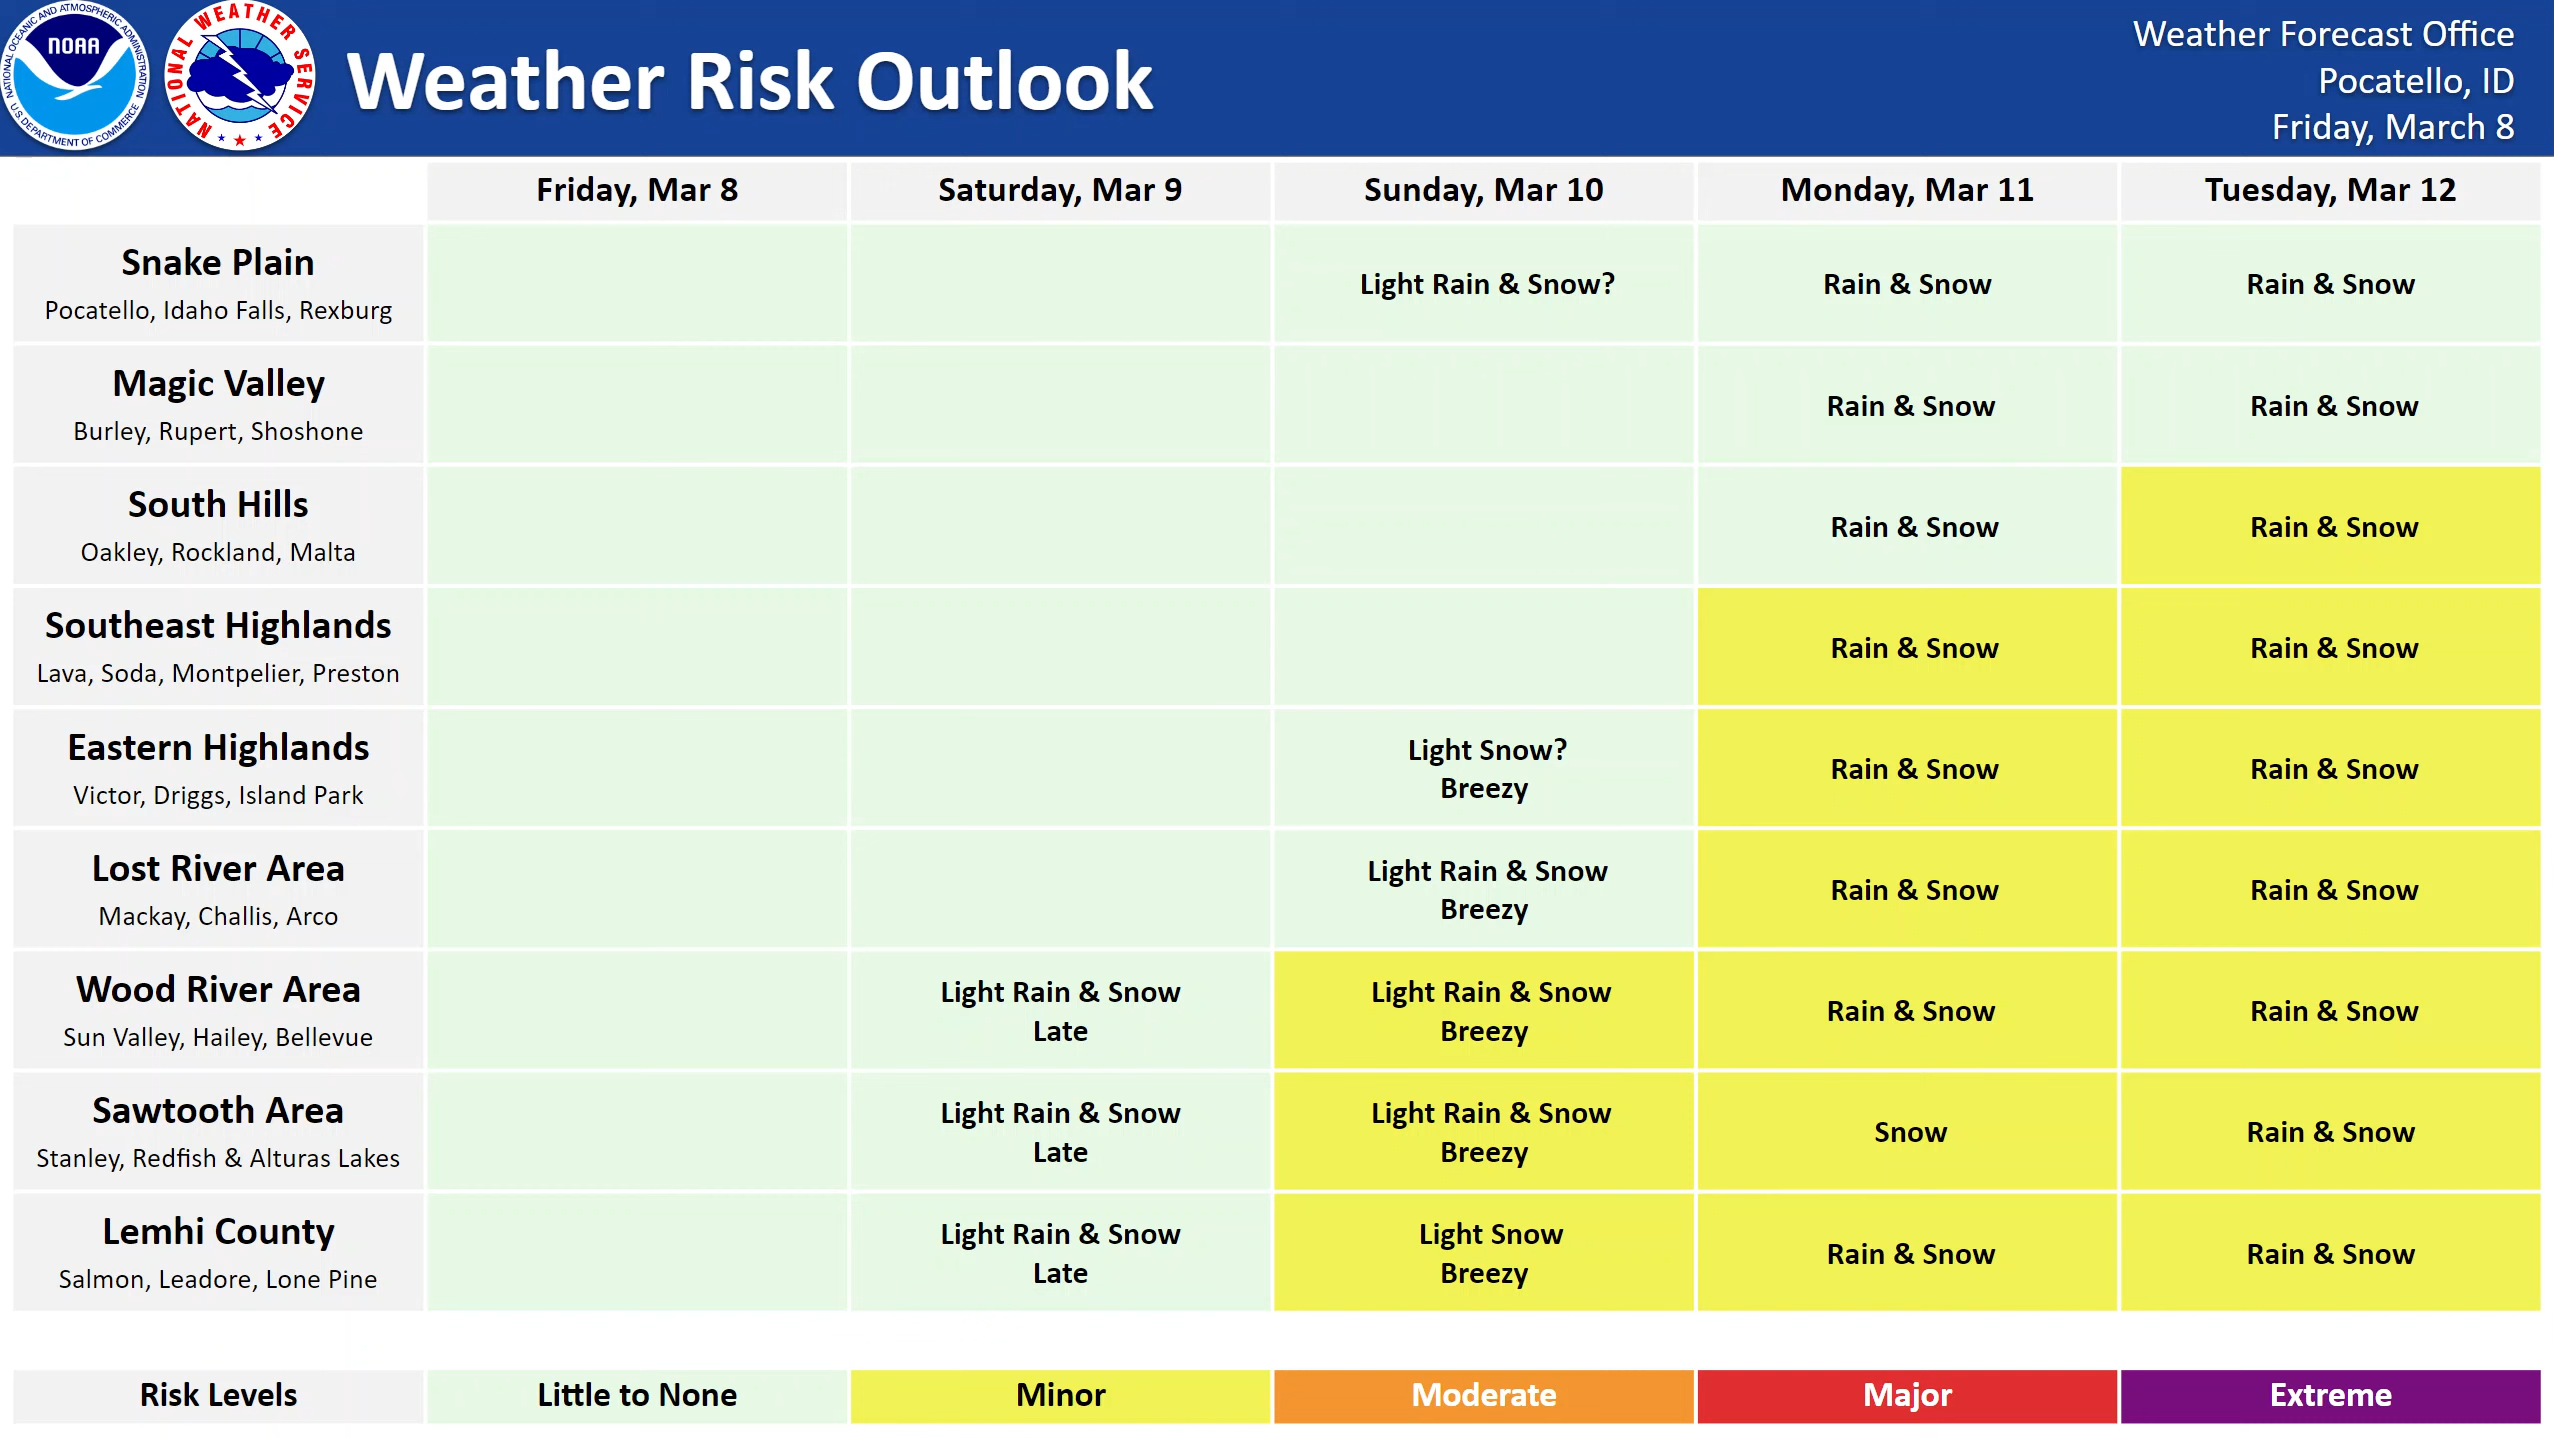 NATIONAL OCEANIC AND ATMOSPHERIC ADMINISTRATION
NOAA
U.S. DEPARTMENT OF COMMERCE
NATIONAL WEATHER SERVICE
Weather Risk Outlook
Weather Forecast Office
Pocatello, ID
Friday, March 8
Friday, Mar 8
Saturday, Mar 9
Sunday, Mar 10
Monday, Mar 11
Tuesday, Mar 12
Snake Plain
Pocatello, Idaho Falls, Rexburg
Light Rain & Snow?
Rain & Snow
Rain & Snow
Magic Valley
Burley, Rupert, Shoshone
Rain & Snow
Rain & Snow
South Hills
Oakley, Rockland, Malta
Rain & Snow
Rain & Snow
Southeast Highlands
Lava, Soda, Montpelier, Preston
Rain & Snow
Rain & Snow
Eastern Highlands
Victor, Driggs, Island Park
Light Snow?
Breezy
Rain & Snow
Rain & Snow
Lost River Area
Mackay, Challis, Arco
Light Rain & Snow
Breezy
Rain & Snow
Rain & Snow
Wood River Area
Sun Valley, Hailey, Bellevue
Light Rain & Snow
Late
Light Rain & Snow
Breezy
Rain & Snow
Rain & Snow
Sawtooth Area
Stanley, Redfish & Alturas Lakes
Light Rain & Snow
Late
Light Rain & Snow
Breezy
Snow
Rain & Snow
Lemhi County
Salmon, Leadore, Lone Pine
Light Rain & Snow
Late
Light Snow
Breezy
Rain & Snow
Rain & Snow
Risk Levels
Little to None
Minor
Moderate
Major
Extreme